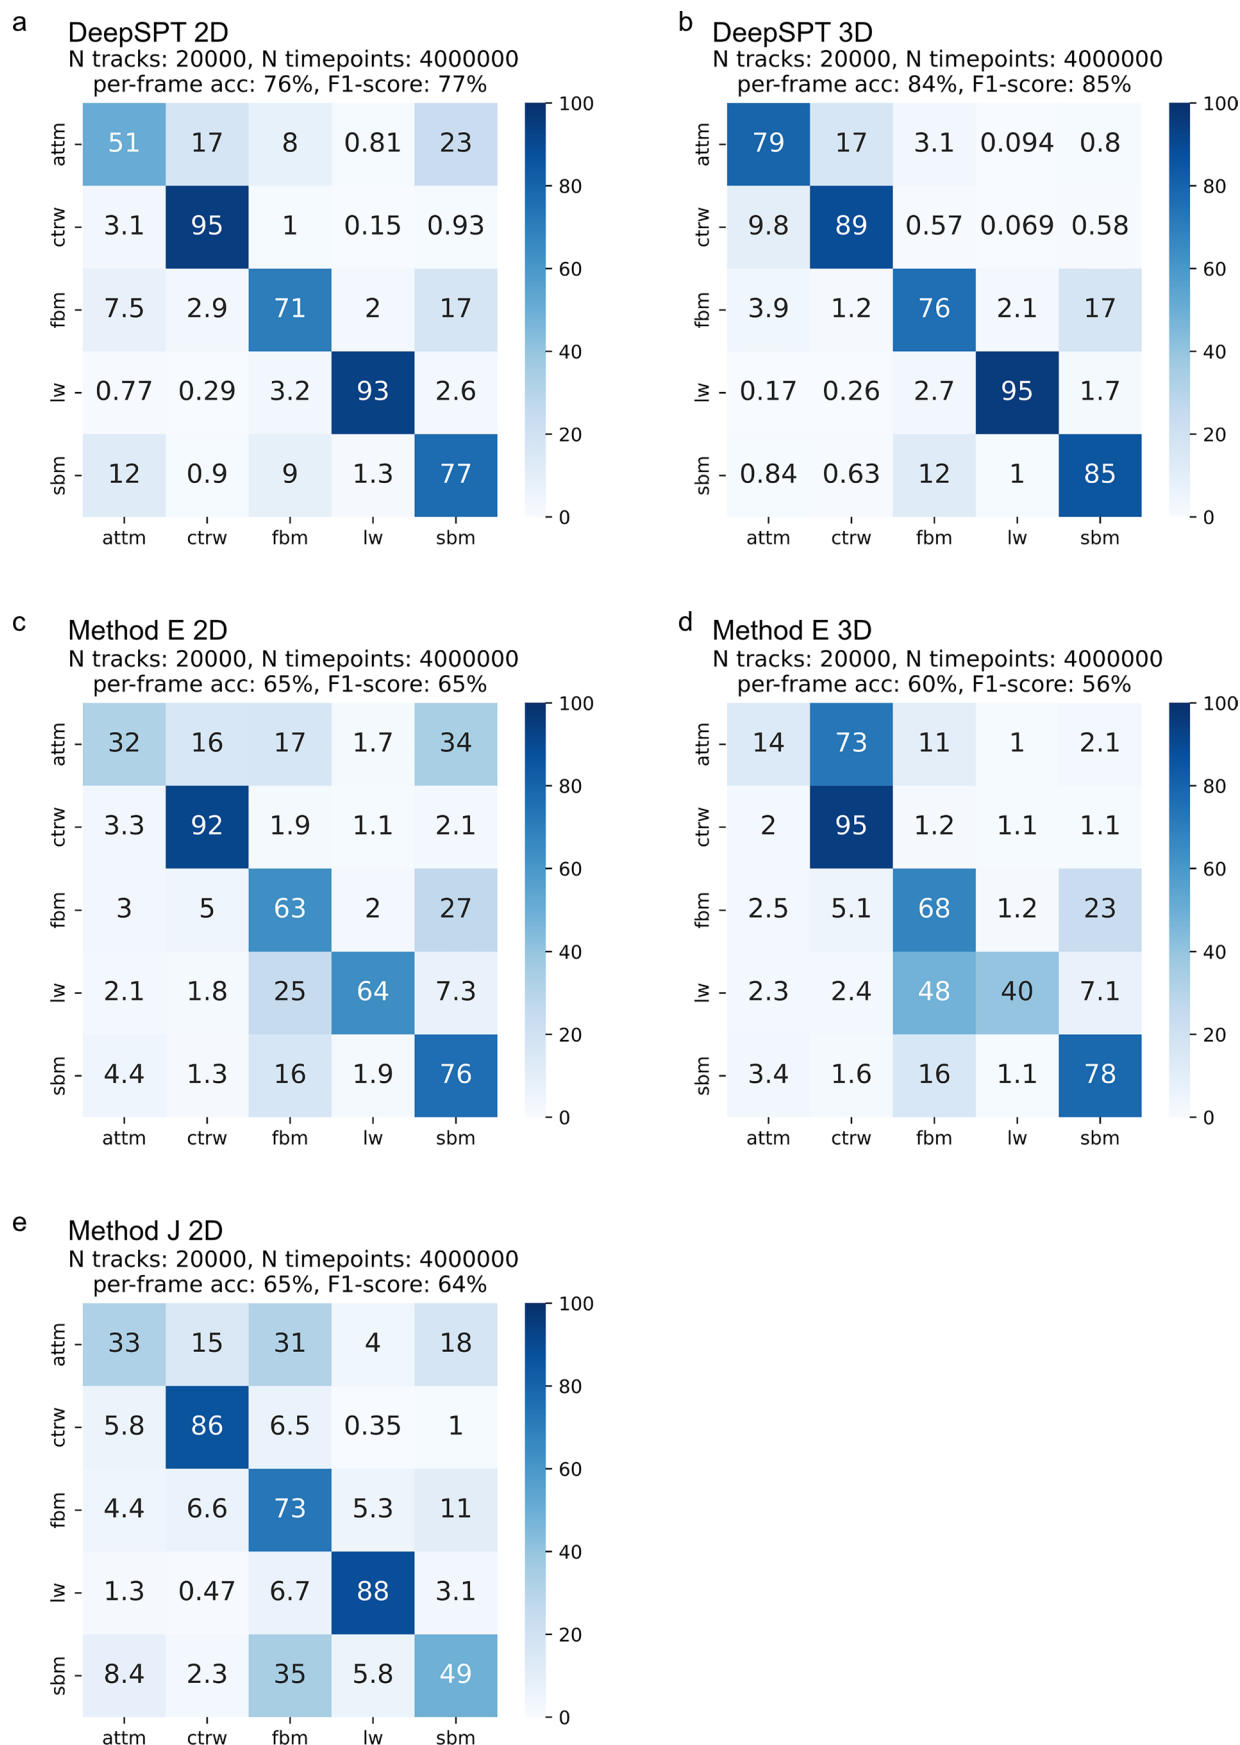 a
DeepSPT 2D
N tracks: 20000, N timepoints: 4000000
per-frame acc: 76%, F1-score: 77%
attm 51 17 8 0.81 23
ctrw 3.1 95 1 0.15 0.93
fbm 7.5 2.9 71 2 17
lw 0.77 0.29 3.2 93 2.6
sbm 12 0.9 9 1.3 77
attm ctrw fbm lw sbm
100
80
60
40
20
0
b
DeepSPT 3D
N tracks: 20000, N timepoints: 4000000
per-frame acc: 84%, F1-score: 85%
attm 79 17 3.1 0.094 0.8
ctrw 9.8 89 0.57 0.069 0.58
fbm 3.9 1.2 76 2.1 17
lw 0.17 0.26 2.7 95 1.7
sbm 0.84 0.63 12 1 85
attm ctrw fbm lw sbm
100
80
60
40
20
0
c
Method E 2D
N tracks: 20000, N timepoints: 4000000
per-frame acc: 65%, F1-score: 65%
attm 32 16 17 1.7 34
ctrw 3.3 92 1.9 1.1 2.1
fbm 3 5 63 2 27
lw 2.1 1.8 25 64 7.3
sbm 4.4 1.3 16 1.9 76
attm ctrw fbm lw sbm
100
80
60
40
20
0
d
Method E 3D
N tracks: 20000, N timepoints: 4000000
per-frame acc: 60%, F1-score: 56%
attm 14 73 11 1 2.1
ctrw 2 95 1.2 1.1 1.1
fbm 2.5 5.1 68 1.2 23
lw 2.3 2.4 48 40 7.1
sbm 3.4 1.6 16 1.1 78
attm ctrw fbm lw sbm
100
80
60
40
20
0
e
Method J 2D
N tracks: 20000, N timepoints: 4000000
per-frame acc: 65%, F1-score: 64%
attm 33 15 31 4 18
ctrw 5.8 86 6.5 0.35 1
fbm 4.4 6.6 73 5.3 11
lw 1.3 0.47 6.7 88 3.1
sbm 8.4 2.3 35 5.8 49
attm ctrw fbm lw sbm
100
80
60
40
20
0